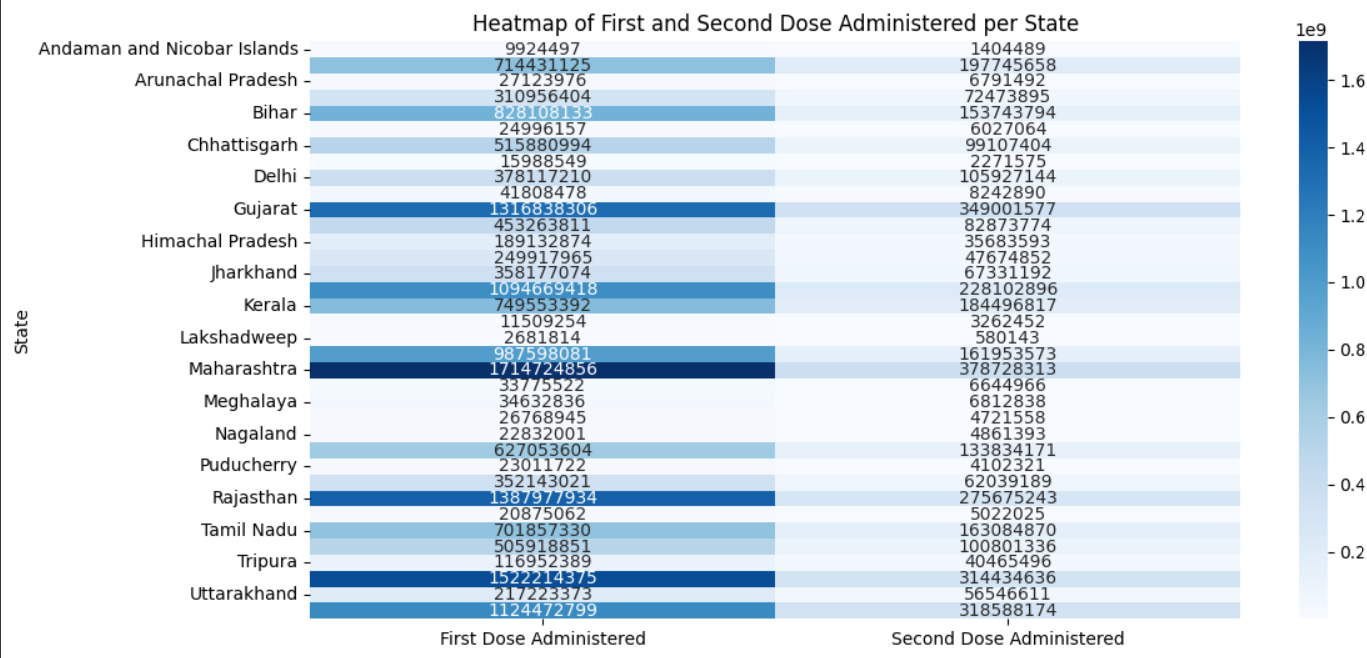 Heatmap of First and Second Dose Administered per State
1e9
Andaman and Nicobar Islands 9924497 1404489
714431125 197745658
Arunachal Pradesh 27123976 6791492
310956404 72473895
Bihar 828108133 153743794
24996157 6027064
Chhattisgarh 515880994 99107404
15988549 2271575
Delhi 378117210 105927144
41808478 8242890
Gujarat 1316838306 349001577
453263811 82873774
Himachal Pradesh 189132874 35683593
249917965 47674852
Jharkhand 358177074 67331192
1094669418 228102896
Kerala 749553392 184496817
11509254 3262452
Lakshadweep 2681814 580143
987598081 161953573
Maharashtra 1714724856 378728313
33775522 6644966
Meghalaya 34632836 6812838
26768945 4721558
Nagaland 22832001 4861393
627053604 133834171
Puducherry 23011722 4102321
352143021 62039189
Rajasthan 1387977934 275675243
20875062 5022025
Tamil Nadu 701857330 163084870
505918851 100801336
Tripura 116952389 40465496
1522214375 314434636
Uttarakhand 217223373 56546611
1124472799 318588174
First Dose Administered Second Dose Administered
State
1.6
1.4
1.2
1.0
0.8
0.6
0.4
0.2